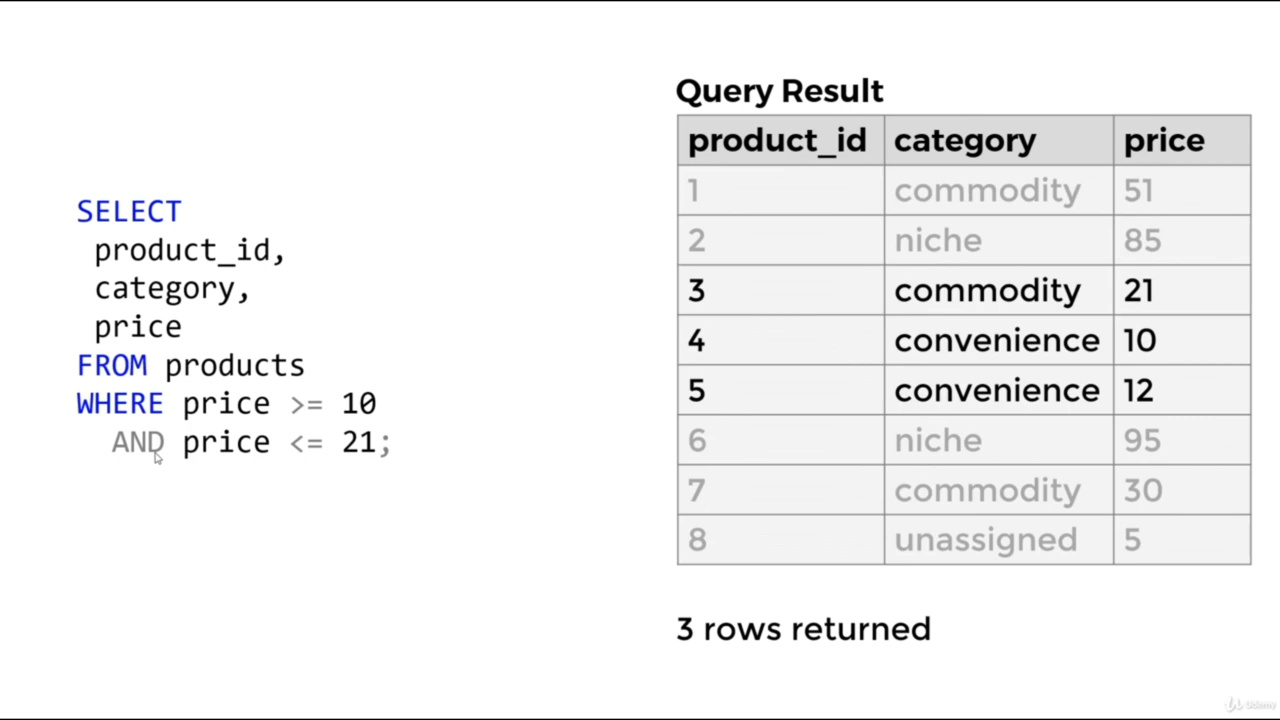 SELECT
product_id,
category,
price
FROM products
WHERE price >= 10
AND price <= 21;
Query Result
product_id category price
1 commodity 51
2 niche 85
3 commodity 21
4 convenience 10
5 convenience 12
6 niche 95
7 commodity 30
8 unassigned 5
3 rows returned
Udemy